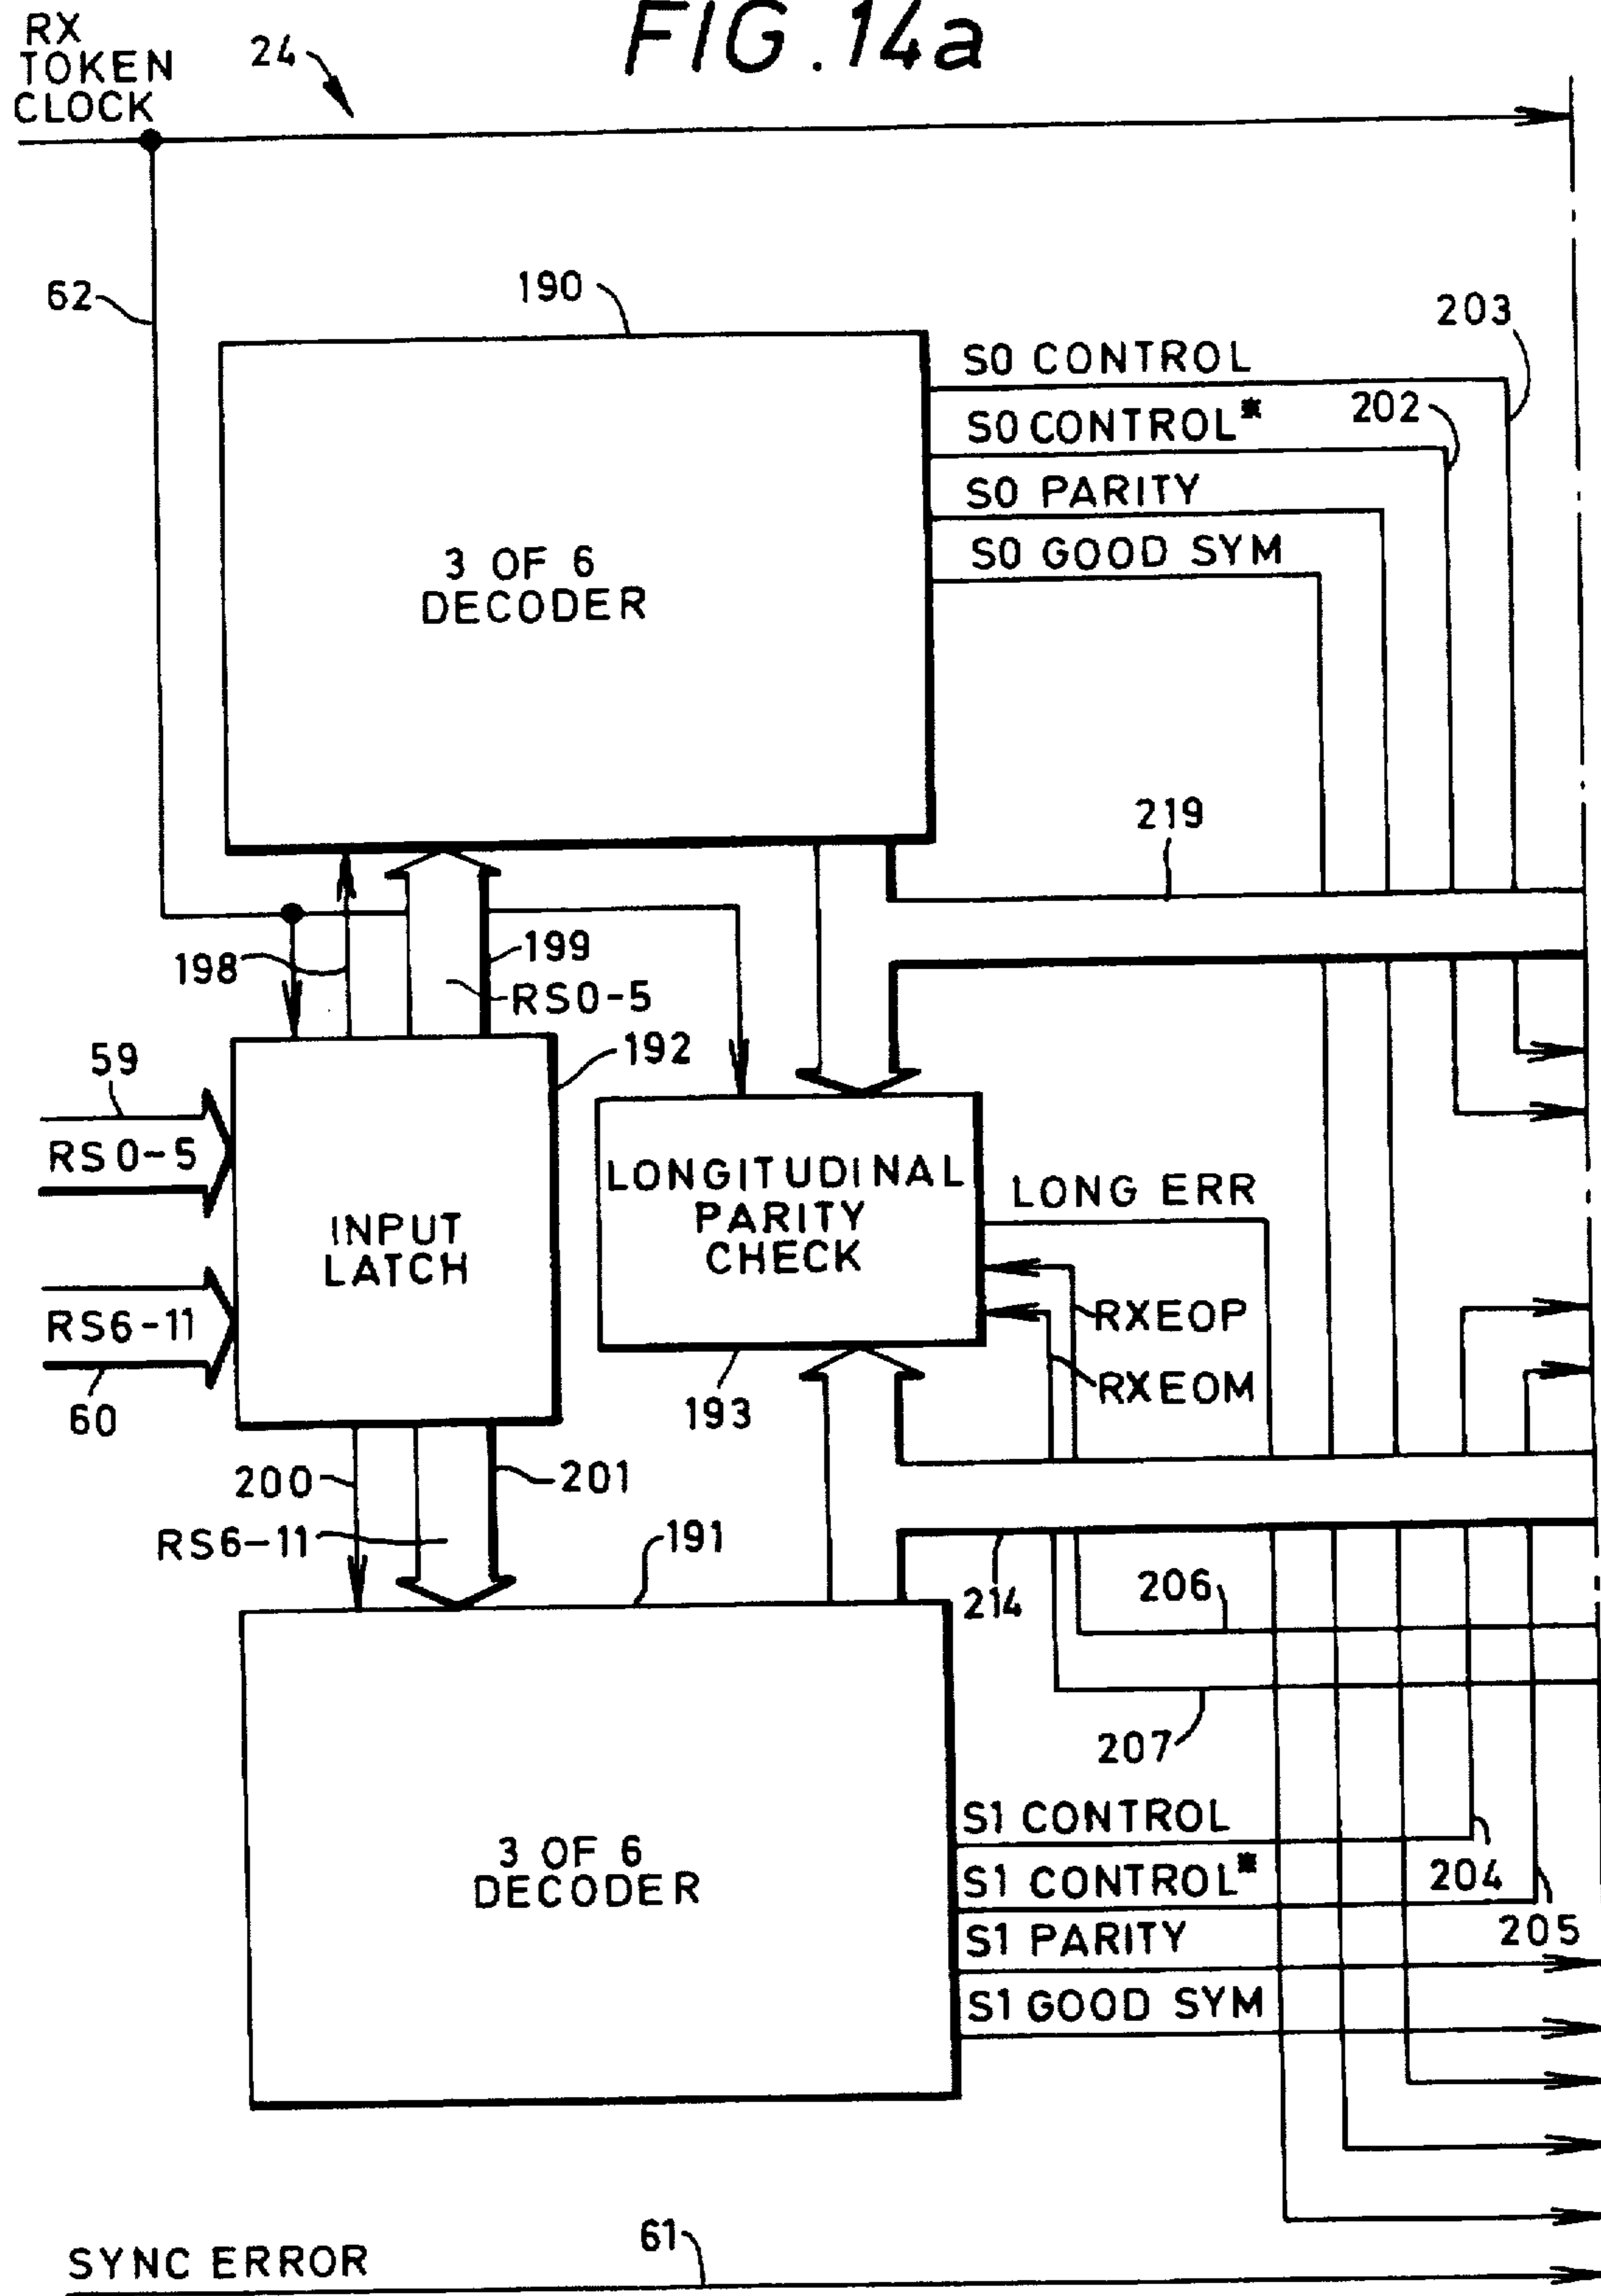 FIG. 14a
RX
TOKEN
CLOCK
24
62
190
203
S0 CONTROL
S0 CONTROL*
202
S0 PARITY
S0 GOOD SYM
3 OF 6
DECODER
219
198
199
RS0-5
192
59
RS0-5
INPUT
LATCH
LONGITUDINAL
PARITY
CHECK
LONG ERR
RXEOP
RXEOM
RS6-11
60
193
200
201
RS6-11
191
214
206
207
3 OF 6
DECODER
S1 CONTROL
204
S1 CONTROL*
205
S1 PARITY
S1 GOOD SYM
61
SYNC ERROR